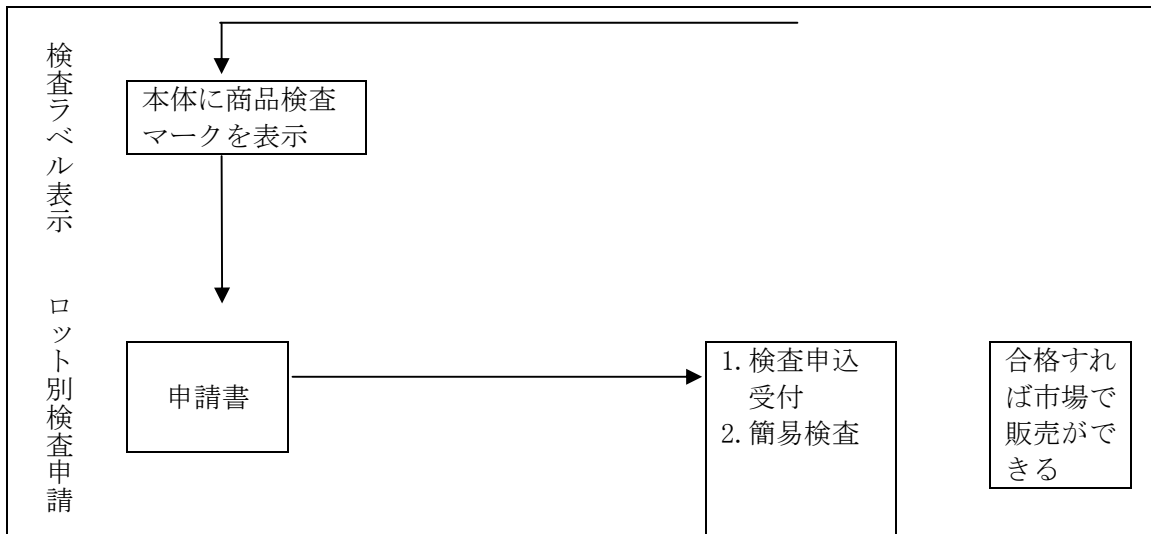 検査ラベル表示
本体に商品検査
マークを表示
ロット別検査申請
申請書
1.検査申込
受付
2.簡易検査
合格すれ
ば市場で
販売がで
きる